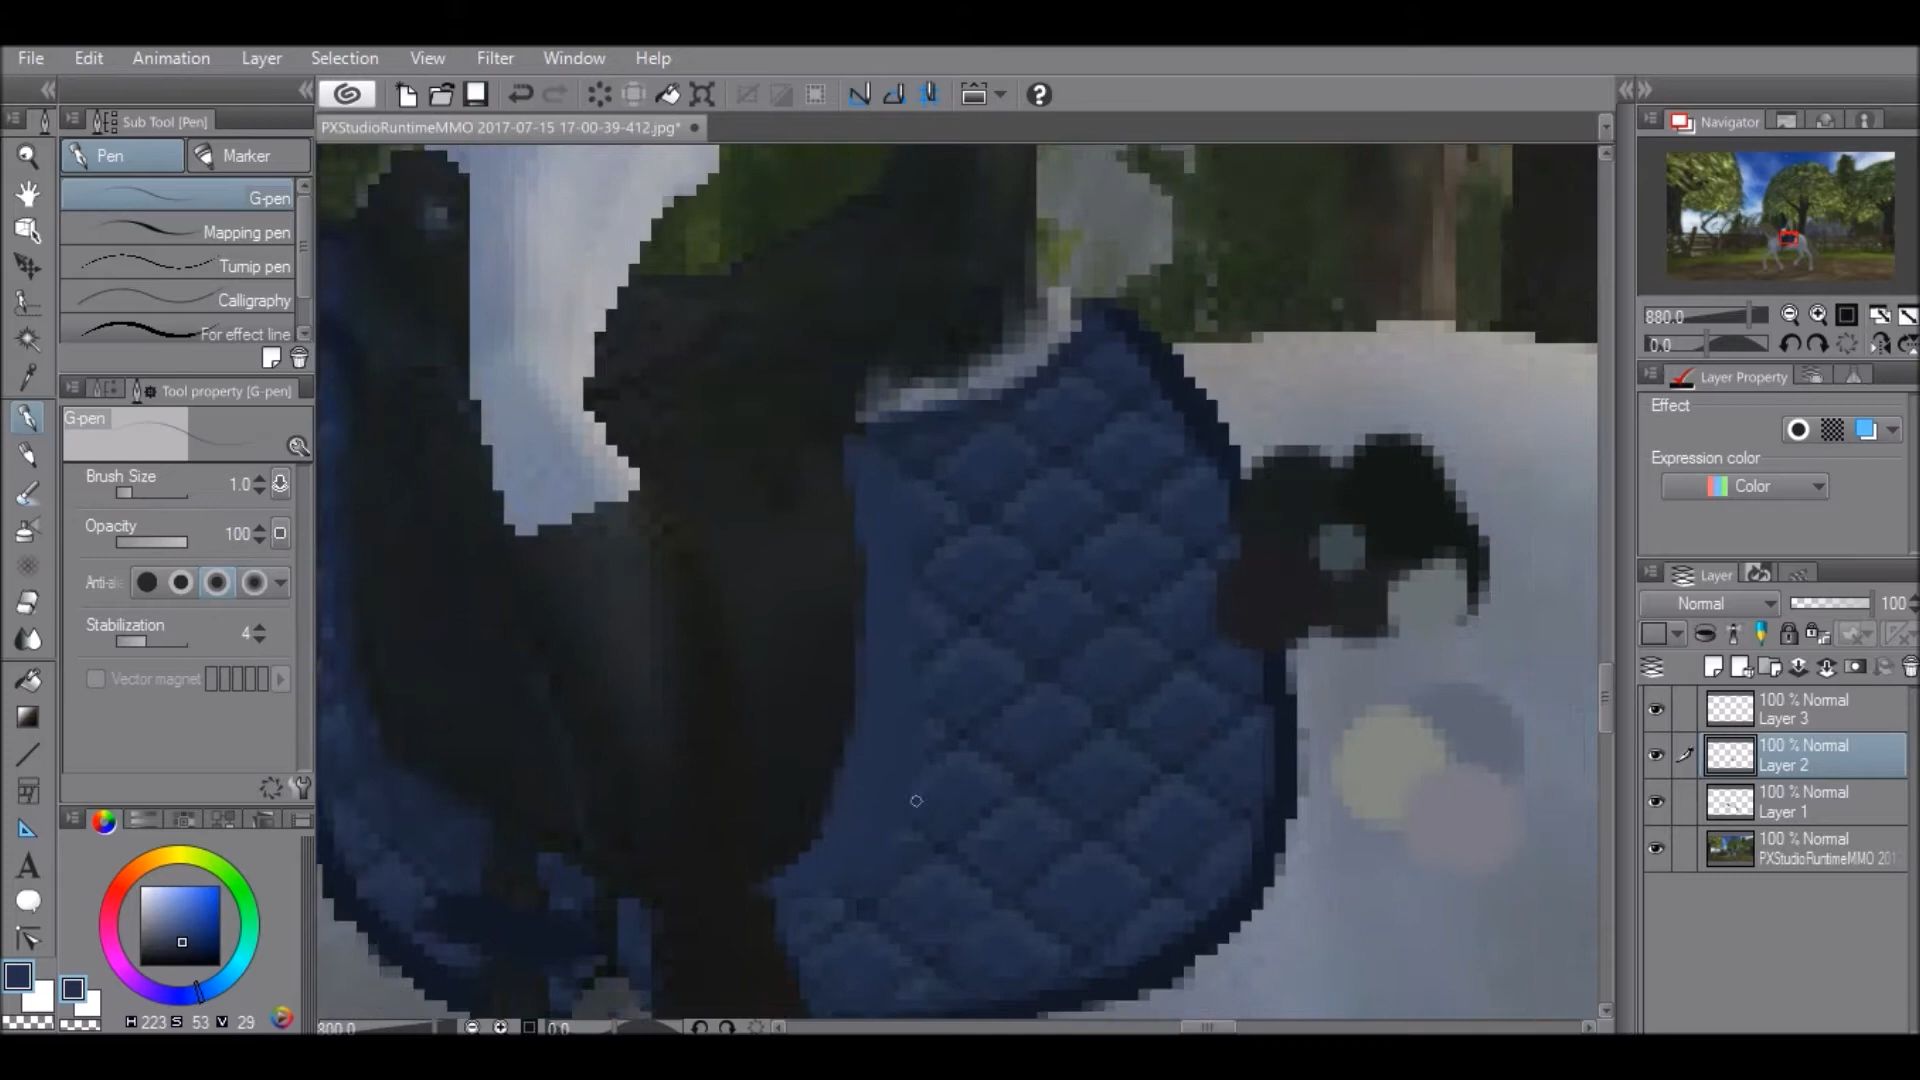 File Edit Animation Layer Selection View Filter Window Help
Sub Tool [Pen]
PXStudioRuntimeMMO 2017-07-15 17-00-39-412.jpg*
Navigator
Pen Marker
G-pen
Mapping pen
Turnip pen
Calligraphy
For effect line
Tool property [G-pen]
G-pen
Brush Size 1.0
Opacity 100
Stabilization 4
Vector magnet
H 223 S 53 V 29
800.0 0.0
880.0
0.0
Layer Property
Effect
Expression color
Color
Layer
Normal 100
100 % Normal
Layer 3
100 % Normal
Layer 2
100 % Normal
Layer 1
100 % Normal
PXStudioRuntimeMMO 201